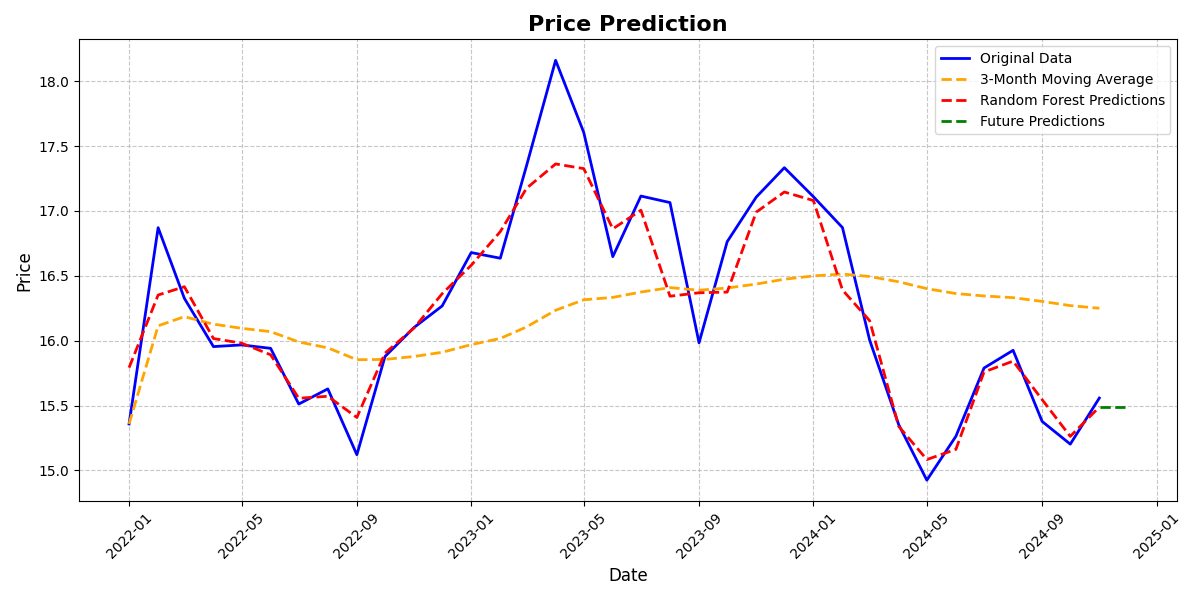 Price Prediction
Original Data
3-Month Moving Average
Random Forest Predictions
Future Predictions
Price
18.0
17.5
17.0
16.5
16.0
15.5
15.0
2022-01
2022-05
2022-09
2023-01
2023-05
2023-09
2024-01
2024-05
2024-09
2025-01
Date